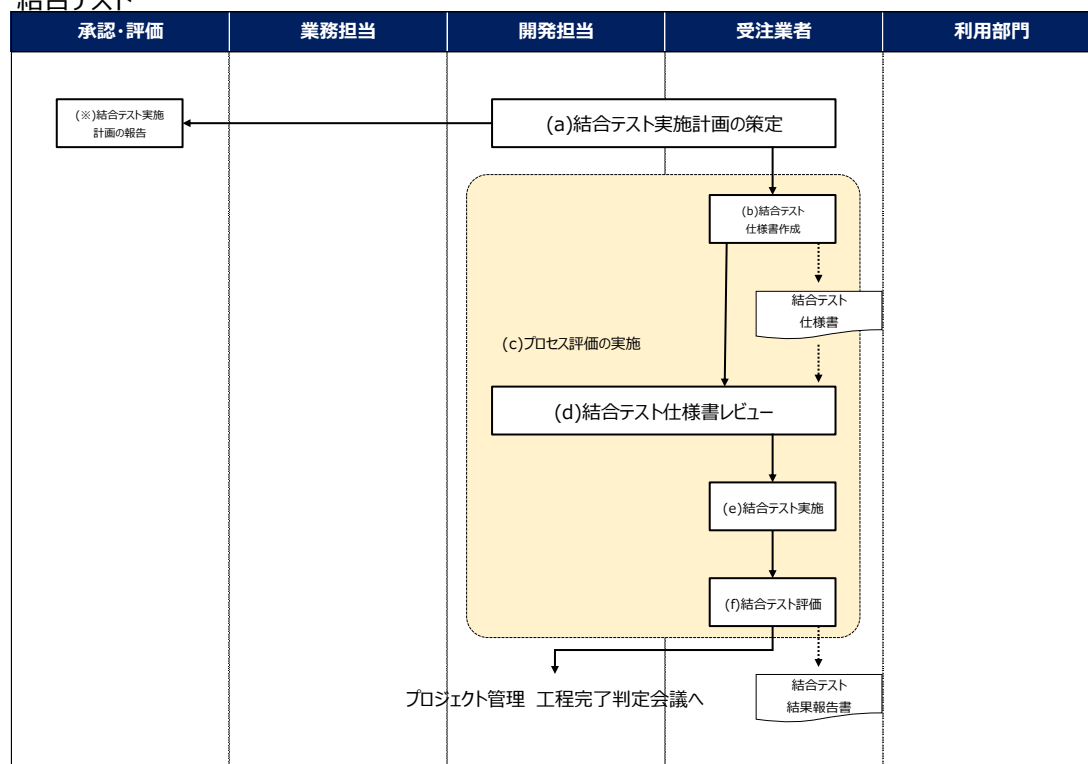 結合テスト
承認・評価
業務担当
開発担当
受注業者
利用部門
(※)結合テスト実施
計画の報告
(a)結合テスト実施計画の策定
(b)結合テスト
仕様書作成
結合テスト
仕様書
(c)プロセス評価の実施
(d)結合テスト仕様書レビュー
(e)結合テスト実施
(f)結合テスト評価
プロジェクト管理 工程完了判定会議へ
結合テスト
結果報告書